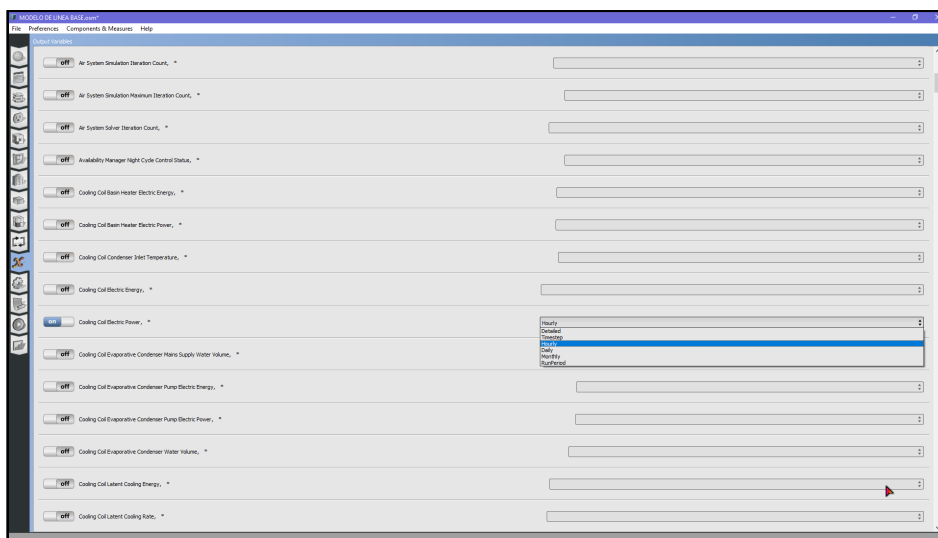 MODELO DE LINEA BASE.osm*
File Preferences Components & Measures Help
Output Variables
off Air System Simulation Iteration Count, *
off Air System Simulation Maximum Iteration Count, *
off Air System Solver Iteration Count, *
off Availability Manager Night Cycle Control Status, *
off Cooling Coil Basin Heater Electric Energy, *
off Cooling Coil Basin Heater Electric Power, *
off Cooling Coil Condenser Inlet Temperature, *
off Cooling Coil Electric Energy, *
on Cooling Coil Electric Power, * Hourly
Detailed
Timestep
Hourly
Daily
Monthly
RunPeriod
off Cooling Coil Evaporative Condenser Mains Supply Water Volume, *
off Cooling Coil Evaporative Condenser Pump Electric Energy, *
off Cooling Coil Evaporative Condenser Pump Electric Power, *
off Cooling Coil Evaporative Condenser Water Volume, *
off Cooling Coil Latent Cooling Energy, *
off Cooling Coil Latent Cooling Rate, *